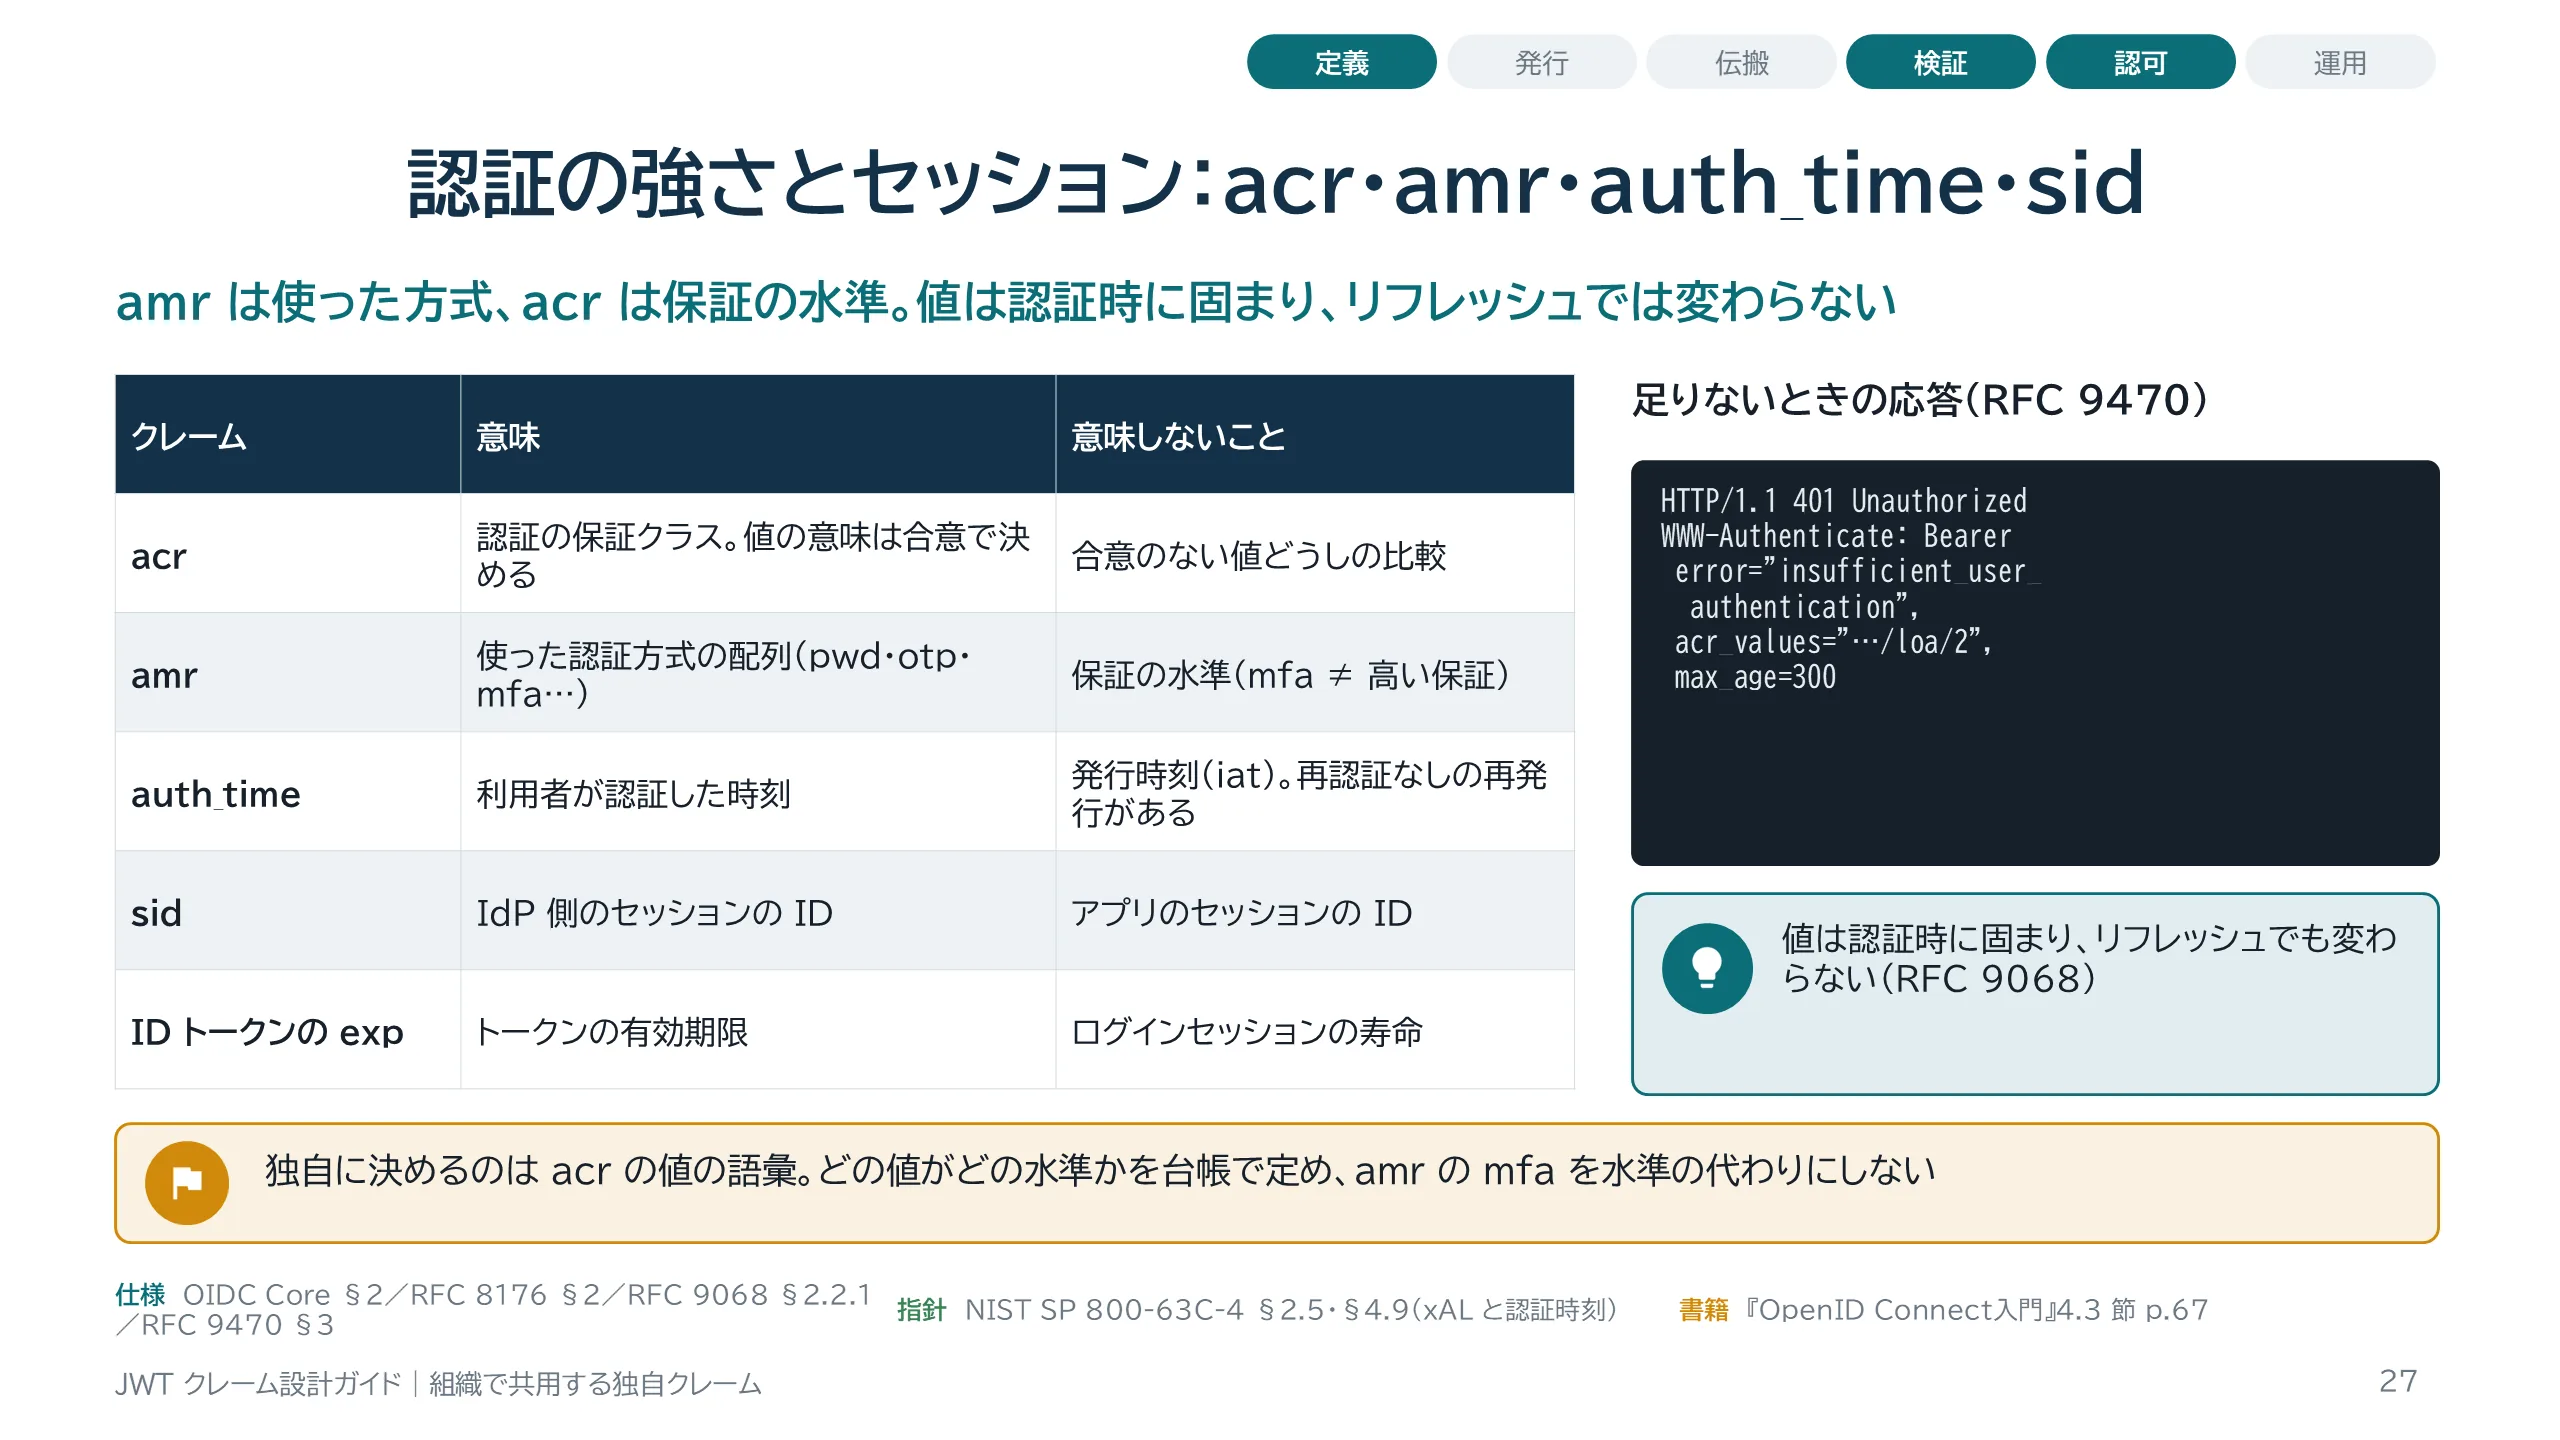 定義 発行 伝搬 検証 認可 運用
認証の強さとセッション：acr・amr・auth_time・sid
amr は使った方式、acr は保証の水準。値は認証時に固まり、リフレッシュでは変わらない
クレーム 意味 意味しないこと
acr 認証の保証クラス。値の意味は合意で決
める 合意のない値どうしの比較
amr 使った認証方式の配列（pwd・otp・
mfa…） 保証の水準（mfa ≠ 高い保証）
auth_time 利用者が認証した時刻 発行時刻（iat）。再認証なしの再発
行がある
sid IdP 側のセッションの ID アプリのセッションの ID
ID トークンの exp トークンの有効期限 ログインセッションの寿命
足りないときの応答（RFC 9470）
HTTP/1.1 401 Unauthorized
WWW-Authenticate: Bearer
error="insufficient_user_
authentication",
acr_values="…/loa/2",
max_age=300
値は認証時に固まり、リフレッシュでも変わ
らない（RFC 9068）
独自に決めるのは acr の値の語彙。どの値がどの水準かを台帳で定め、amr の mfa を水準の代わりにしない
仕様 OIDC Core §2／RFC 8176 §2／RFC 9068 §2.2.1
／RFC 9470 §3
指針 NIST SP 800-63C-4 §2.5・§4.9（xAL と認証時刻）
書籍 『OpenID Connect入門』4.3 節 p.67
JWT クレーム設計ガイド｜組織で共用する独自クレーム
27